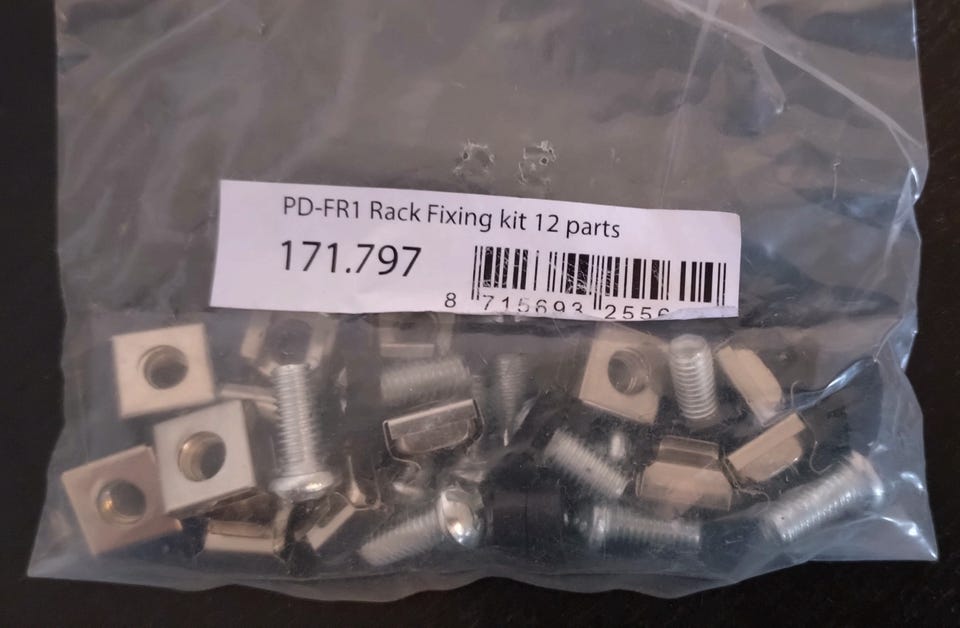 PD-FR1 Rack Fixing kit 12 parts
171.797
8 715693 2556